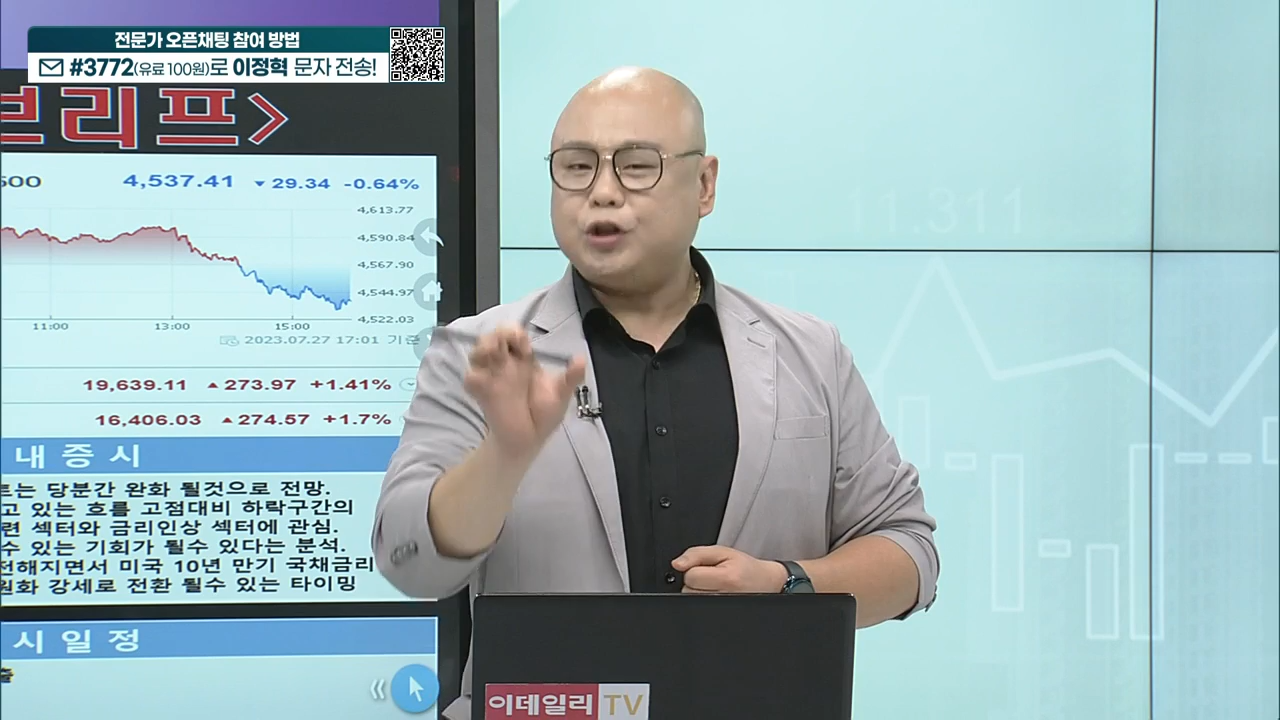 전문가 오픈채팅 참여 방법
#3772(유료 100원)로 이정혁 문자 전송!
브리프>
500
4,537.41 ▼ 29.34 -0.64%
4,613.77
4,590.84
4,567.90
4,544.97
4,522.03
11:00 13:00 15:00
2023.07.27 17:01 기준
19,639.11 ▲273.97 +1.41%
16,406.03 ▲274.57 +1.7%
내 증 시
트는 당분간 완화 될것으로 전망.
고 있는 흐름 고점대비 하락구간의
련 섹터와 금리인상 섹터에 관심.
수 있는 기회가 될수 있다는 분석.
전해지면서 미국 10년 만기 국채금리
원화 강세로 전환 될수 있는 타이밍
시 일 정
11.311
이데일리 TV